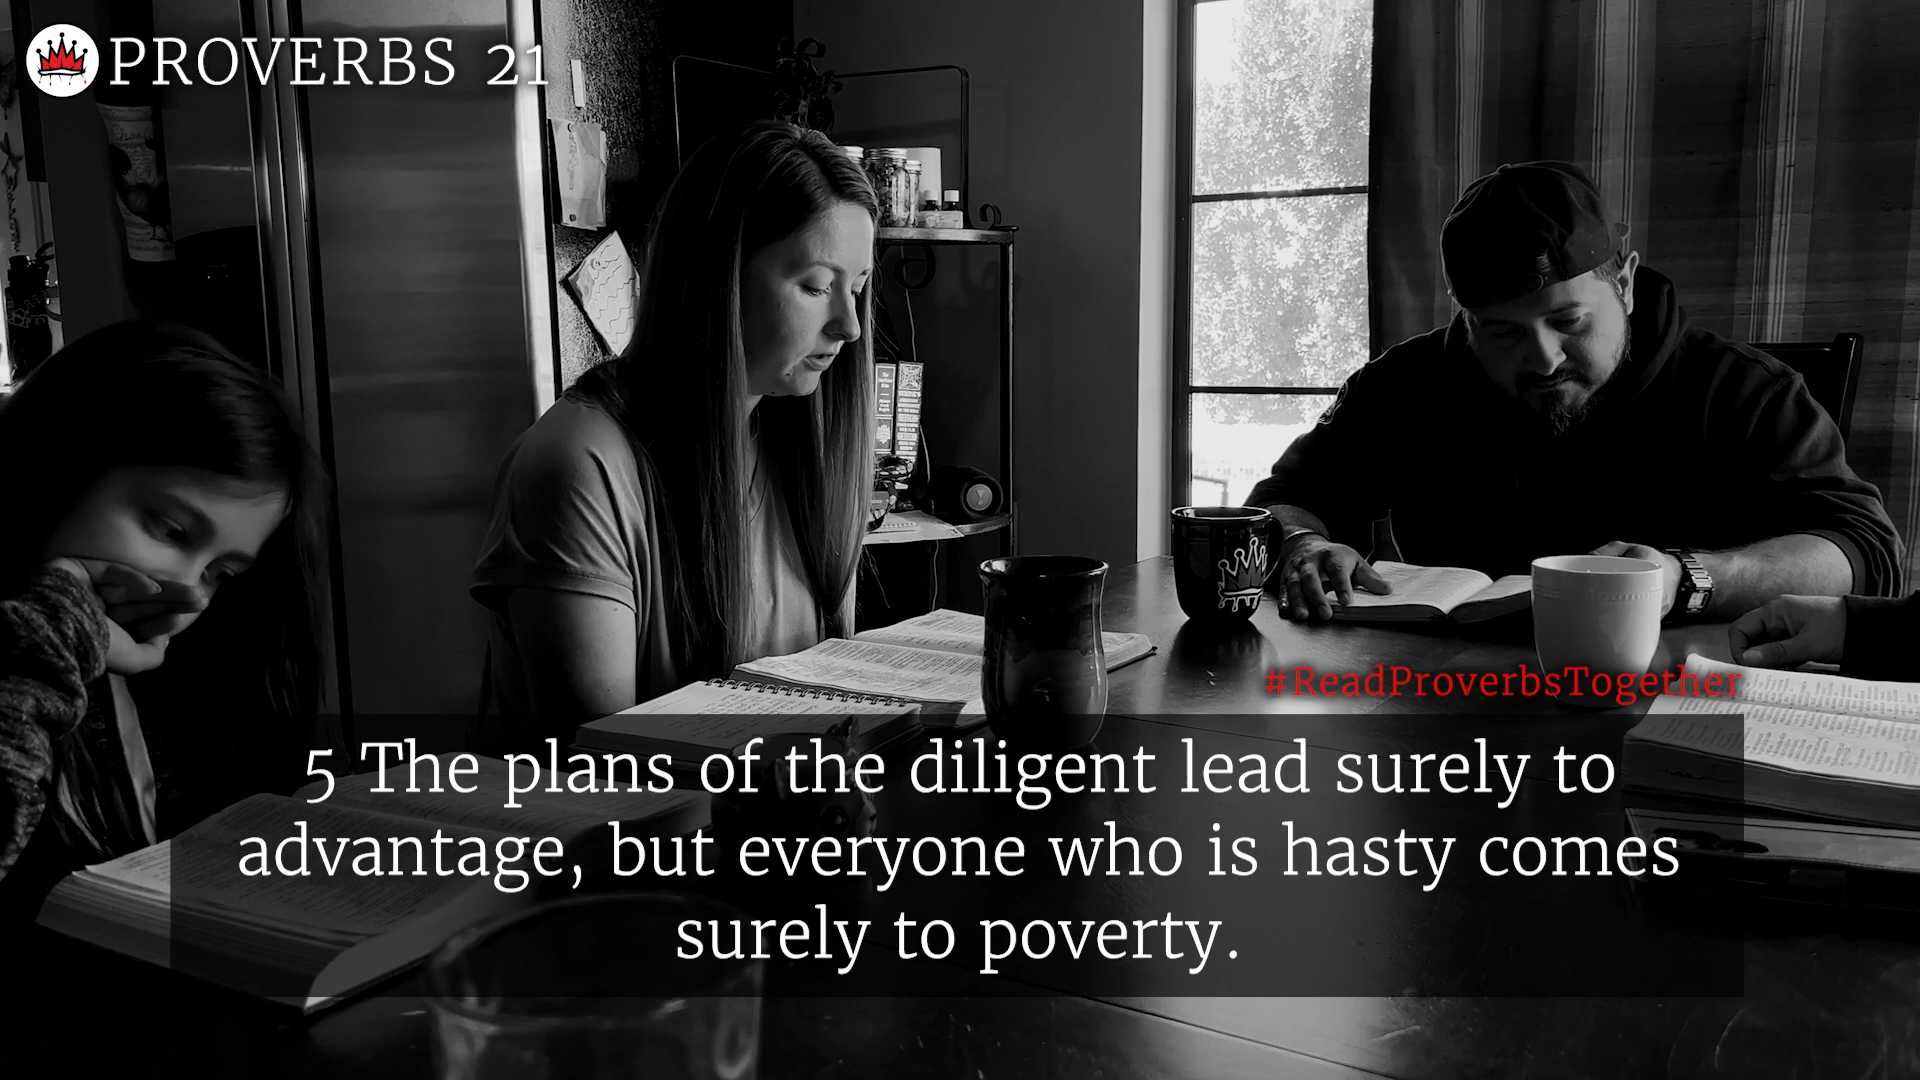 PROVERBS 21
#ReadProverbsTogether
5 The plans of the diligent lead surely to
advantage, but everyone who is hasty comes
surely to poverty.